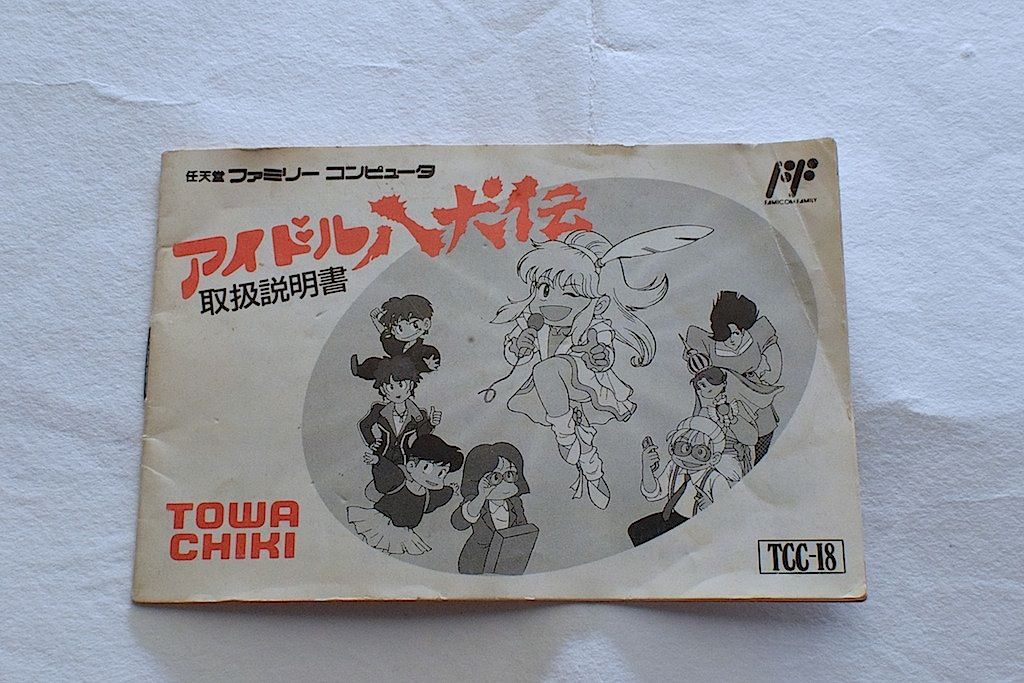 任天堂 ファミリー コンピュータ
FAMICOM FAMILY
アイドル八犬伝
取扱説明書
TOWA
CHIKI
TCC-18